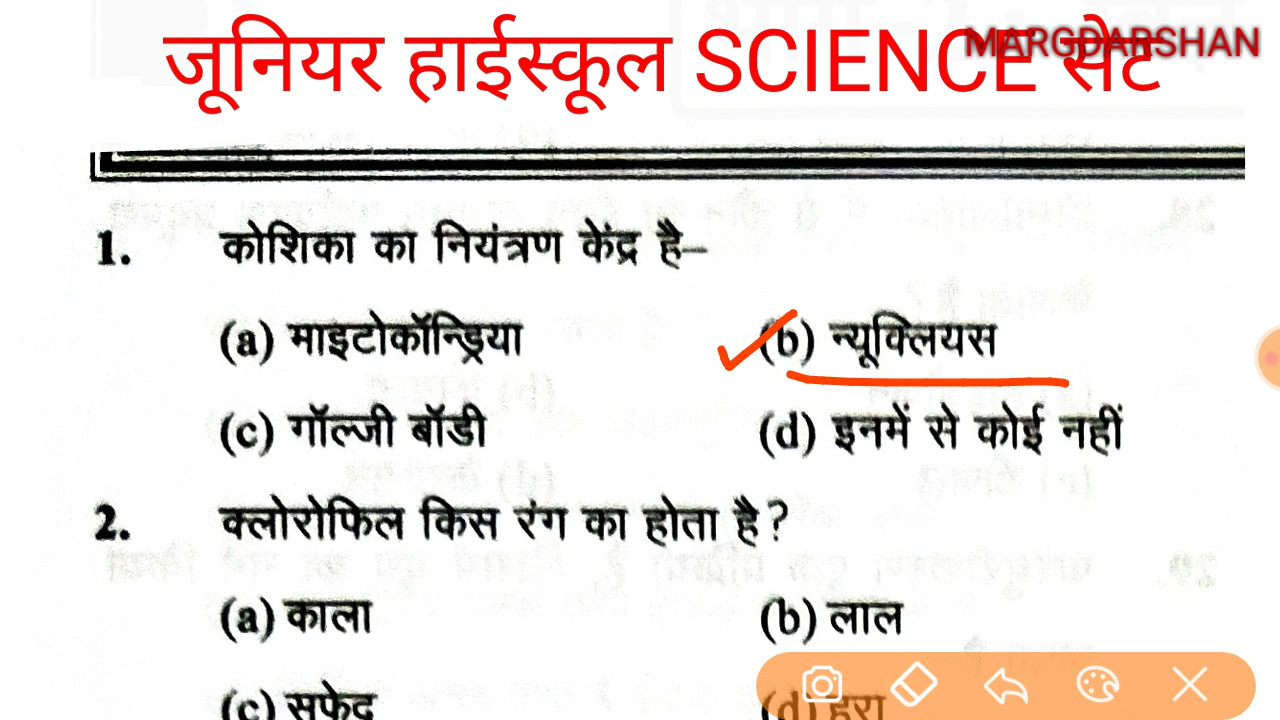 जूनियर हाईस्कूल SCIENCE सेट
MARGDARSHAN
1. कोशिका का नियंत्रण केंद्र है–
(a) माइटोकॉन्ड्रिया (b) न्यूक्लियस
(c) गॉल्जी बॉडी (d) इनमें से कोई नहीं
2. क्लोरोफिल किस रंग का होता है?
(a) काला (b) लाल
(c) सफेद (d) हरा